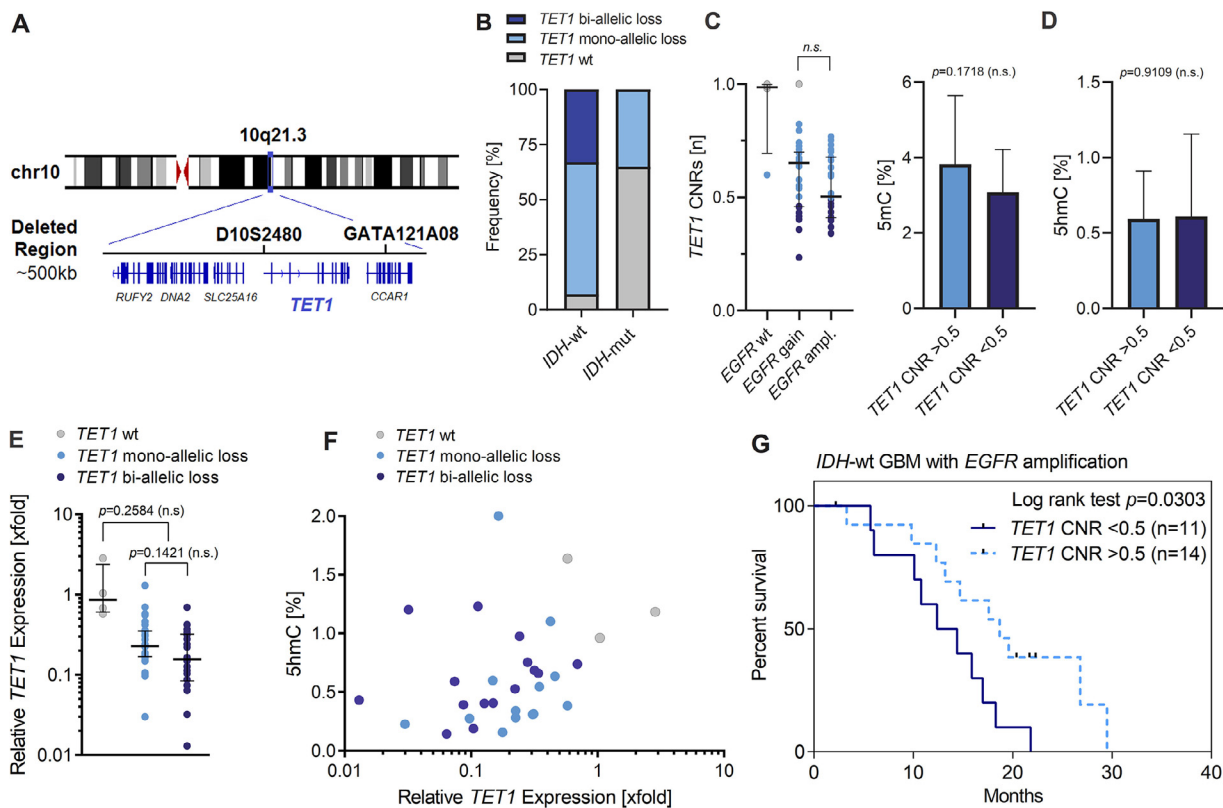 A
10q21.3
chr10
Deleted
Region
~500kb
D10S2480
GATA121A08
RUFY2
DNA2
SLC25A16
TET1
CCAR1
B
TET1 bi-allelic loss
TET1 mono-allelic loss
TET1 wt
Frequency [%]
100
75
50
25
0
IDH-wt
IDH-mut
C
n.s.
TET1 CNRs [n]
1.0
0.5
0.0
EGFR wt
EGFR gain
EGFR ampl.
p=0.1718 (n.s.)
5mC [%]
6
4
2
0
TET1 CNR >0.5
TET1 CNR <0.5
D
p=0.9109 (n.s.)
5hmC [%]
1.5
1.0
0.5
0.0
TET1 CNR >0.5
TET1 CNR <0.5
E
TET1 wt
TET1 mono-allelic loss
TET1 bi-allelic loss
p=0.2584 (n.s)
p=0.1421 (n.s.)
Relative TET1 Expression [xfold]
10
1
0.1
0.01
F
TET1 wt
TET1 mono-allelic loss
TET1 bi-allelic loss
5hmC [%]
2.0
1.5
1.0
0.5
0.0
0.01
0.1
1
10
Relative TET1 Expression [xfold]
G
IDH-wt GBM with EGFR amplification
Log rank test p=0.0303
TET1 CNR <0.5 (n=11)
TET1 CNR >0.5 (n=14)
Percent survival
100
50
0
0
10
20
30
40
Months